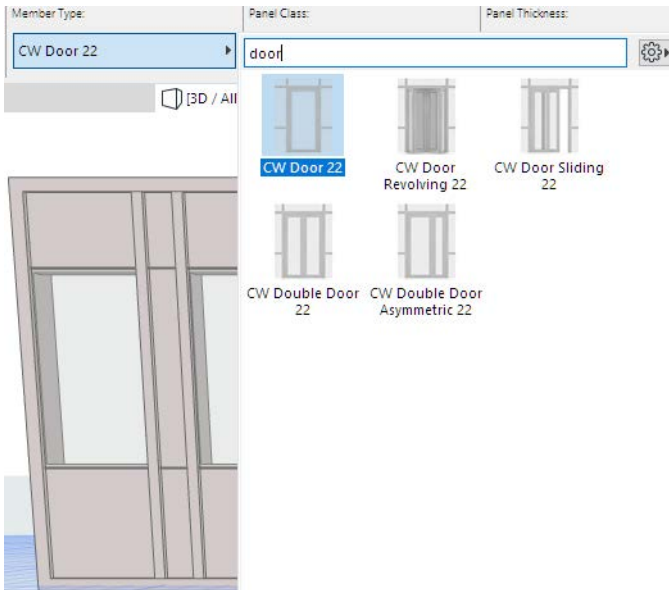 Member Type:
Panel Class:
Panel Thickness:
CW Door 22
door
[3D / All
CW Door 22
CW Door
Revolving 22
CW Door Sliding
22
CW Double Door
22
CW Double Door
Asymmetric 22